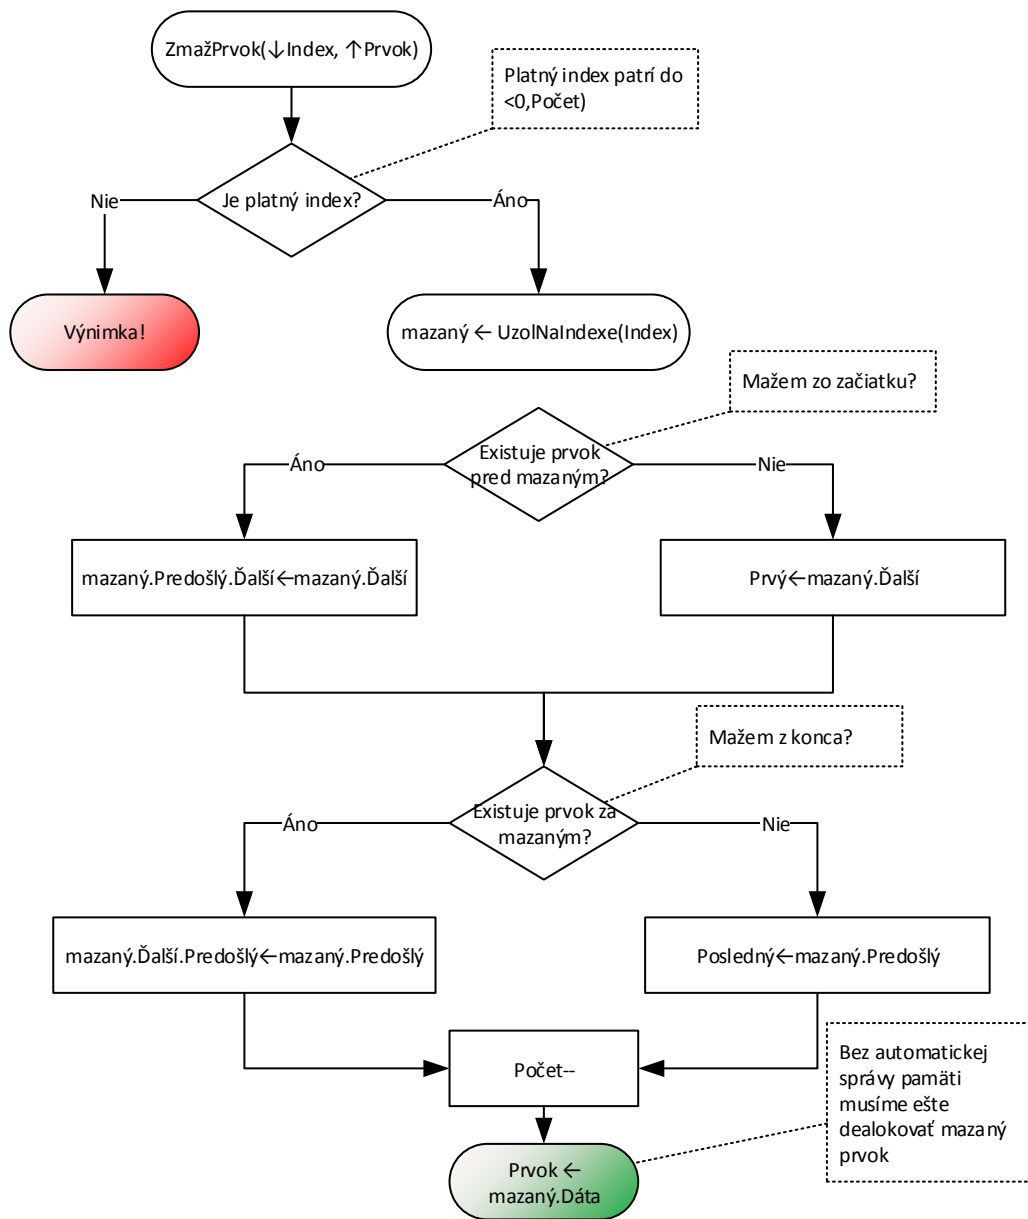 ZmažPrvok(↓Index, ↑Prvok)
Platný index patrí do
<0,Počet)
Je platný index?
Nie
Áno
Výnimka!
mazaný ← UzolNaIndexe(Index)
Mažem zo začiatku?
Existuje prvok
pred mazaným?
Áno
Nie
mazaný.Predošlý.Ďalší←mazaný.Ďalší
Prvý←mazaný.Ďalší
Mažem z konca?
Existuje prvok za
mazaným?
Áno
Nie
mazaný.Ďalší.Predošlý←mazaný.Predošlý
Posledný←mazaný.Predošlý
Počet--
Bez automatickej
správy pamäti
musíme ešte
dealokovať mazaný
prvok
Prvok ←
mazaný.Dáta